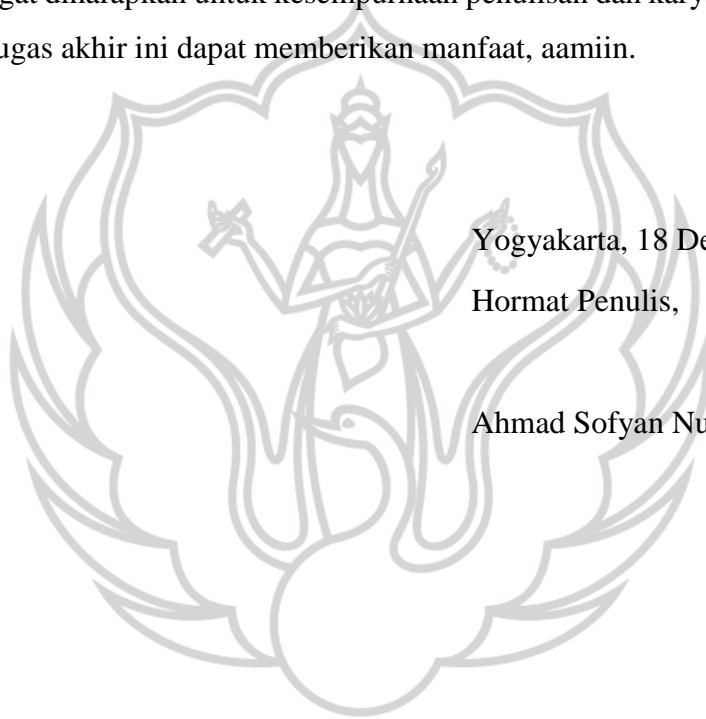 gat diharapkan untuk kesempurnaan penulisan dan kary
ugas akhir ini dapat memberikan manfaat, aamiin.
Yogyakarta, 18 De
Hormat Penulis,
Ahmad Sofyan Nu